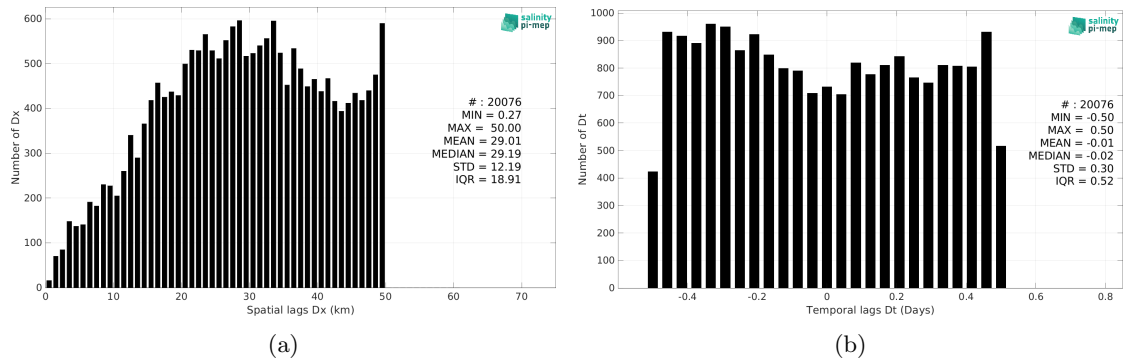 600
500
400
300
200
100
0
Number of Dx
0 10 20 30 40 50 60 70
Spatial lags Dx (km)
salinity
pi-mep
# : 20076
MIN = 0.27
MAX = 50.00
MEAN = 29.01
MEDIAN = 29.19
STD = 12.19
IQR = 18.91
(a)
1000
900
800
700
600
500
400
300
200
100
0
Number of Dt
-0.4 -0.2 0 0.2 0.4 0.6 0.8
Temporal lags Dt (Days)
salinity
pi-mep
# : 20076
MIN = -0.50
MAX = 0.50
MEAN = -0.01
MEDIAN = -0.02
STD = 0.30
IQR = 0.52
(b)